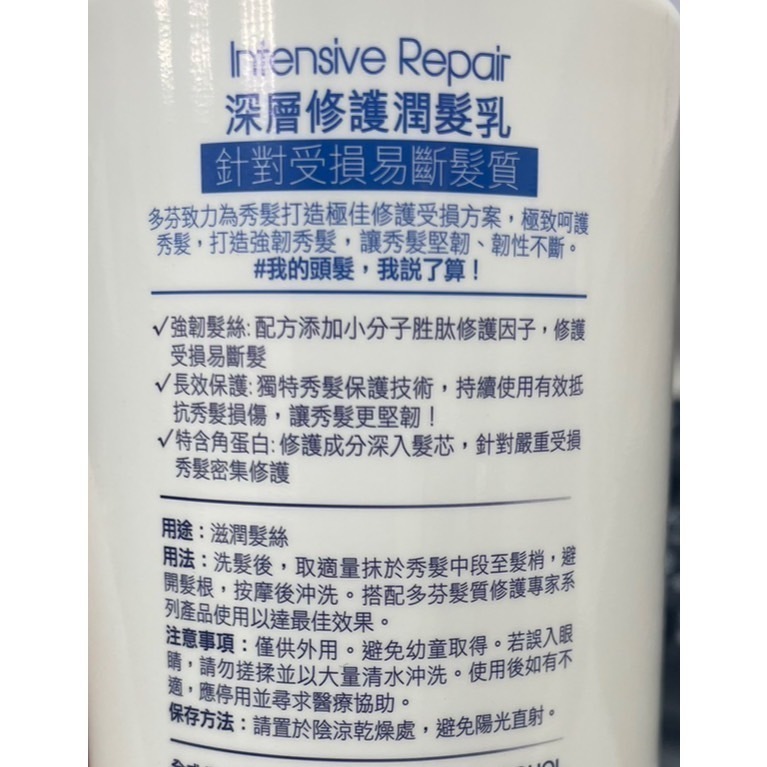 Intensive Repair
深層修護潤髮乳
針對受損易斷髮質
多芬致力為秀髮打造極佳修護受損方案，極致呵護
秀髮，打造強韌秀髮，讓秀髮堅韌、韌性不斷。
#我的頭髮，我說了算！
✓強韌髮絲: 配方添加小分子胜肽修護因子，修護
受損易斷髮
✓長效保護: 獨特秀髮保護技術，持續使用有效抵
抗秀髮損傷，讓秀髮更堅韌！
✓特含角蛋白: 修護成分深入髮芯，針對嚴重受損
秀髮密集修護
用途：滋潤髮絲
用法：洗髮後，取適量抹於秀髮中段至髮梢，避
開髮根，按摩後沖洗。搭配多芬髮質修護專家系
列產品使用以達最佳效果。
注意事項：僅供外用。避免幼童取得。若誤入眼
睛，請勿搓揉並以大量清水沖洗。使用後如有不
適，應停用並尋求醫療協助。
保存方法：請置於陰涼乾燥處，避免陽光直射。